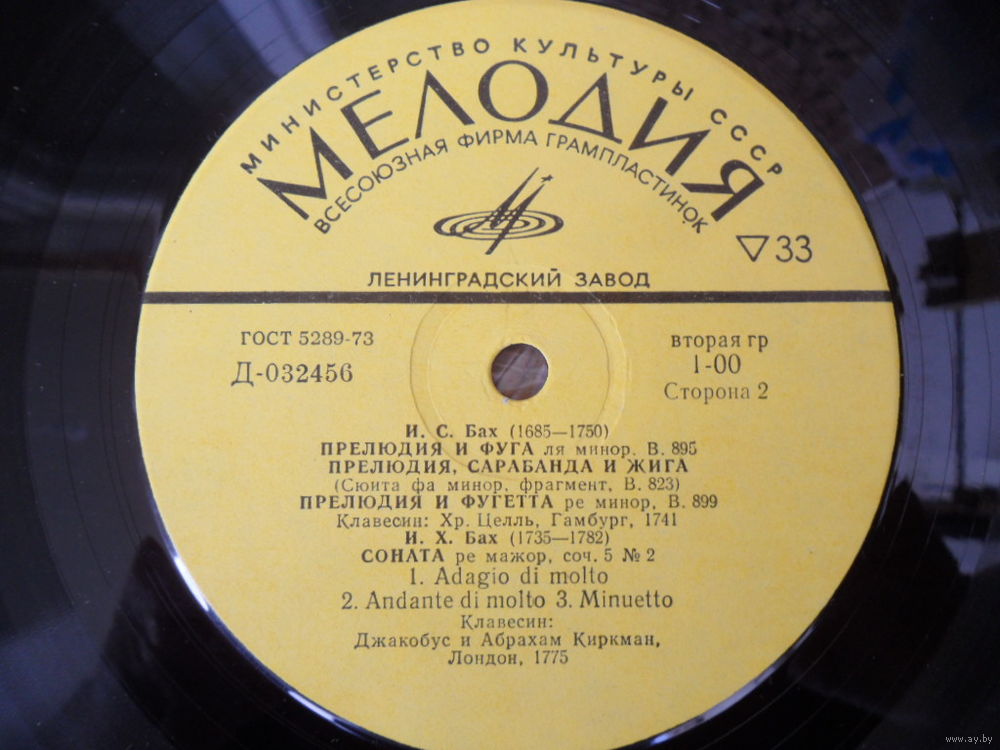 МИНИСТЕРСТВО КУЛЬТУРЫ СССР
МЕЛОДИЯ
ВСЕСОЮЗНАЯ ФИРМА ГРАМПЛАСТИНОК
▽33
ЛЕНИНГРАДСКИЙ ЗАВОД
ГОСТ 5289-73
Д-032456
вторая гр
1-00
Сторона 2
И. С. Бах (1685—1750)
ПРЕЛЮДИЯ И ФУГА ля минор. В. 895
ПРЕЛЮДИЯ, САРАБАНДА И ЖИГА
(Сюита фа минор, фрагмент, В. 823)
ПРЕЛЮДИЯ И ФУГЕТТА ре минор, В. 899
Клавесин: Хр. Целль, Гамбург, 1741
И. Х. Бах (1735—1782)
СОНАТА ре мажор, соч. 5 № 2
1. Adagio di molto
2. Andante di molto 3. Minuetto
Клавесин:
Джакобус и Абрахам Киркман,
Лондон, 1775
www.ay.by